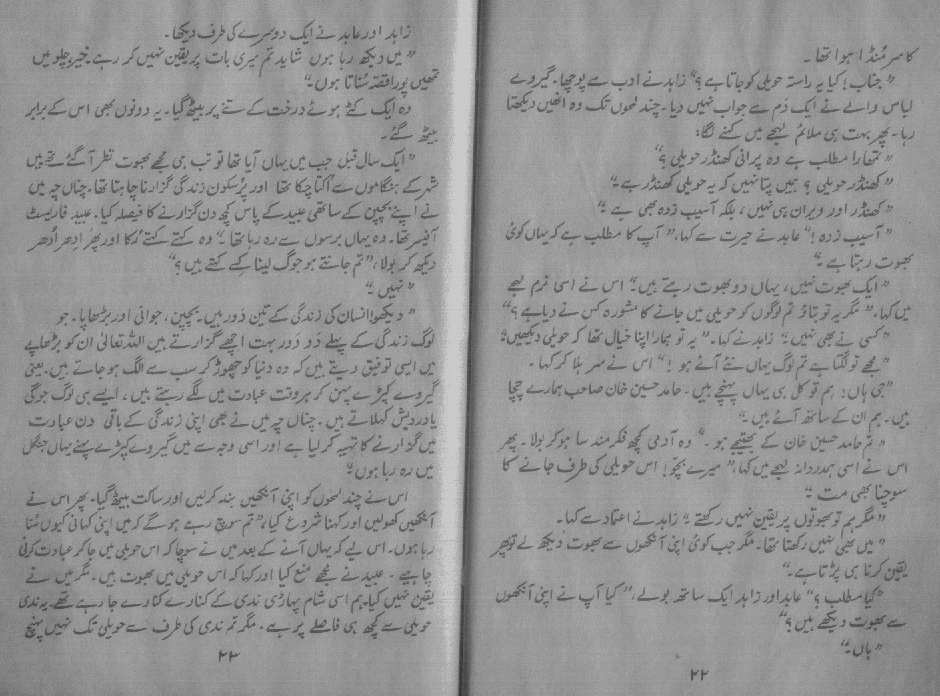 کا سر مُنڈا ہوا تھا۔
”جناب! کیا یہ راستہ حویلی کو جاتا ہے؟“ زاہد نے ادب سے پوچھا۔ گیروے
لباس والے نے ایک دَم سے جواب نہیں دیا۔ چند لمحوں تک وہ انھیں دیکھتا
رہا۔ پھر بہت ہی ملائم لہجے میں کہنے لگا:
”تمھارا مطلب ہے وہ پرانی کھنڈر حویلی؟“
”کھنڈر حویلی؟ ہمیں پتا نہیں کہ یہ حویلی کھنڈر ہے۔“
”کھنڈر اور ویران ہی نہیں، بلکہ آسیب زدہ بھی ہے۔“
”آسیب زدہ!“ عابد نے حیرت سے کہا، ”آپ کا مطلب ہے کہ یہاں کوئی
بھوت رہتا ہے۔“
”ایک بھوت نہیں، یہاں دو بھوت رہتے ہیں۔“ اس نے اسی نرم لہجے
میں کہا، ”مگر یہ تو بتاؤ تم لوگوں کو حویلی میں جانے کا مشورہ کس نے دیا ہے؟“
”کسی نے بھی نہیں۔“ زاہد نے کہا۔ ”یہ تو ہمارا اپنا خیال تھا کہ حویلی دیکھیں؟
”مجھے تو لگتا ہے تم لوگ یہاں نئے آئے ہو!“ اس نے سر ہلا کر کہا۔
”جی ہاں! ہم تو کل ہی یہاں پہنچے ہیں۔ حامد حسین خان صاحب ہمارے چچا
ہیں۔ ہم ان کے ساتھ آئے ہیں۔“
”تم حامد حسین خان کے بھتیجے ہو۔“ وہ آدمی کچھ فکر مند سا ہو کر بولا۔ پھر
اس نے اسی ہمدردانہ لہجے میں کہا، ”میرے بچو! اس حویلی کی طرف جانے کا
سوچنا بھی مت۔“
”مگر ہم تو بھوتوں پر یقین نہیں رکھتے۔“ زاہد نے اعتماد سے کہا۔
”میں بھی نہیں رکھتا تھا۔ مگر جب کوئی اپنی آنکھوں سے بھوت دیکھ لے تو پھر
یقین کرنا ہی پڑتا ہے۔“
”کیا مطلب؟“ عابد اور زاہد ایک ساتھ بولے، ”کیا آپ نے اپنی آنکھوں
سے بھوت دیکھے ہیں؟“
”ہاں۔“
۲۲
زاہد اور عابد نے ایک دوسرے کی طرف دیکھا۔
”میں دیکھ رہا ہوں شاید تم میری بات پر یقین نہیں کر رہے۔ خیر، چلو میں
تمھیں پورا قصّہ سُناتا ہوں۔“
وہ ایک کٹے ہوئے درخت کے تنے پر بیٹھ گیا۔ یہ دونوں بھی اس کے برابر
بیٹھ گئے۔
”ایک سال قبل جب میں یہاں آیا تھا تو تب ہی مجھے بھوت نظر آ گئے تھے میں
شہر کے ہنگاموں سے اُکتا چکا تھا اور پُرسکون زندگی گزارنا چاہتا تھا۔ چناں چہ میں
نے اپنے بچپن کے ساتھی عبید کے پاس کچھ دن گزارنے کا فیصلہ کیا۔ عبید فاریسٹ
آفیسر تھا۔ وہ یہاں برسوں سے رہ رہا تھا۔“ وہ کہتے کہتے رُکا اور پھر اِدھر اُدھر
دیکھ کر بولا، ”تم جانتے ہو جوگ لینا کسے کہتے ہیں؟“
”نہیں۔“
”دیکھو! انسان کی زندگی کے تین دَور ہیں۔ بچپن، جوانی اور بڑھاپا۔ جو
لوگ زندگی کے پہلے دو دَور بہت اچھے گزارتے ہیں اللہ تعالیٰ ان کو بڑھاپے
میں ایسی توفیق دیتے ہیں کہ وہ دنیا کو چھوڑ کر سب سے الگ ہو جاتے ہیں۔ یعنی
گیروے کپڑے پہن کر ہر وقت عبادت میں لگے رہتے ہیں۔ ایسے ہی لوگ جوگی
یا درویش کہلاتے ہیں۔ چناں چہ میں نے بھی اپنی زندگی کے باقی دن عبادت
میں گزارنے کا تہیہ کر لیا ہے اور اسی وجہ سے میں گیروے کپڑے پہنے یہاں جنگل
میں رہ رہا ہوں۔“
اس نے چند لمحوں کو اپنی آنکھیں بند کر لیں اور ساکت بیٹھ گیا۔ پھر اس نے
آنکھیں کھولیں اور کہنا شروع کیا، ”تم سوچ رہے ہو گے کہ میں اپنی کہانی کیوں سُنا
رہا ہوں۔ اس لیے کہ یہاں آنے کے بعد میں نے سوچا کہ اس حویلی میں جا کر عبادت کرنی
چاہیے۔ عبید نے مجھے منع کیا اور کہا کہ اس حویلی میں بھوت ہیں۔ مگر میں نے
یقین نہیں کیا۔ ہم اسی شام پہاڑی ندی کے کنارے کنارے جا رہے تھے۔ یہ ندی
حویلی سے کچھ ہی فاصلے پر ہے۔ مگر تم ندی کی طرف سے حویلی تک نہیں پہنچ
۲۳